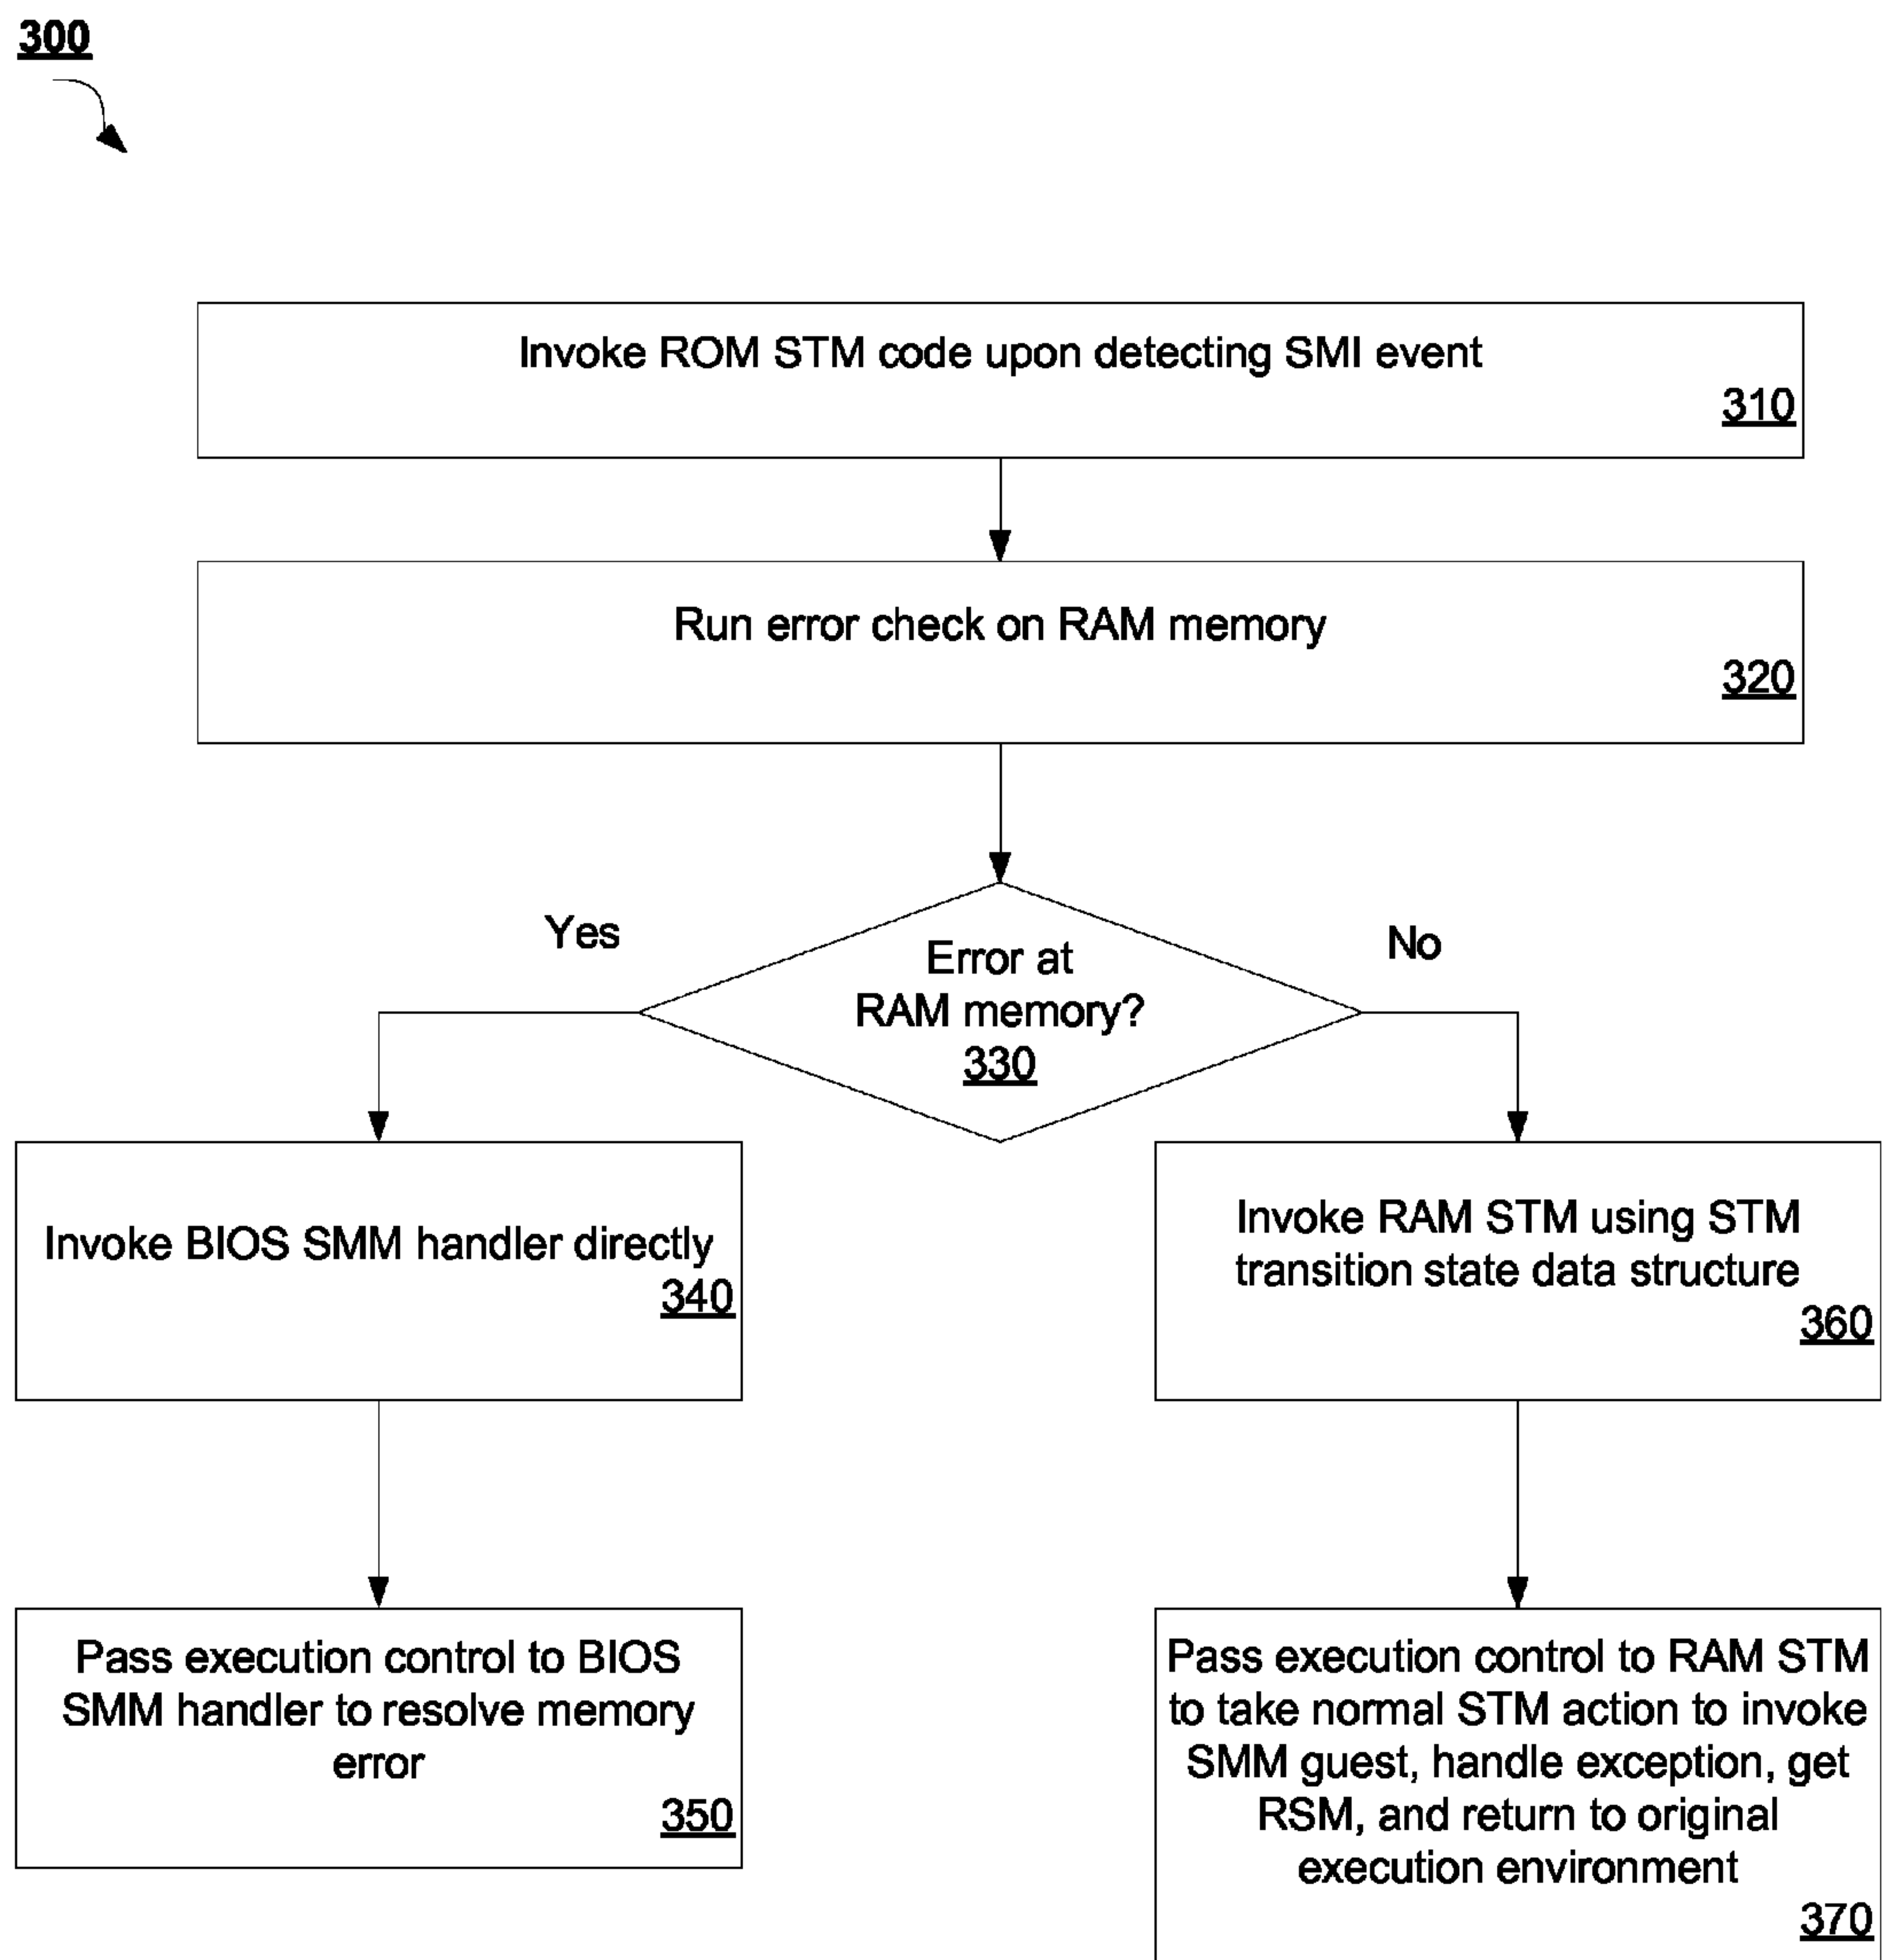 300
Invoke ROM STM code upon detecting SMI event
310
Run error check on RAM memory
320
Yes
No
Error at
RAM memory?
330
Invoke BIOS SMM handler directly
340
Invoke RAM STM using STM
transition state data structure
360
Pass execution control to BIOS
SMM handler to resolve memory
error
350
Pass execution control to RAM STM
to take normal STM action to invoke
SMM guest, handle exception, get
RSM, and return to original
execution environment
370